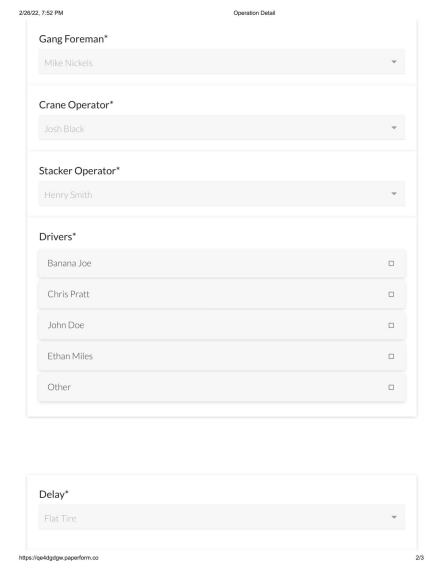 2/26/22, 7:52 PM Operation Detail
Gang Foreman*
Mike Nickels
Crane Operator*
Josh Black
Stacker Operator*
Henry Smith
Drivers*
Banana Joe
Chris Pratt
John Doe
Ethan Miles
Other
Delay*
Flat Tire
https://qe4dgdgw.paperform.co 2/3